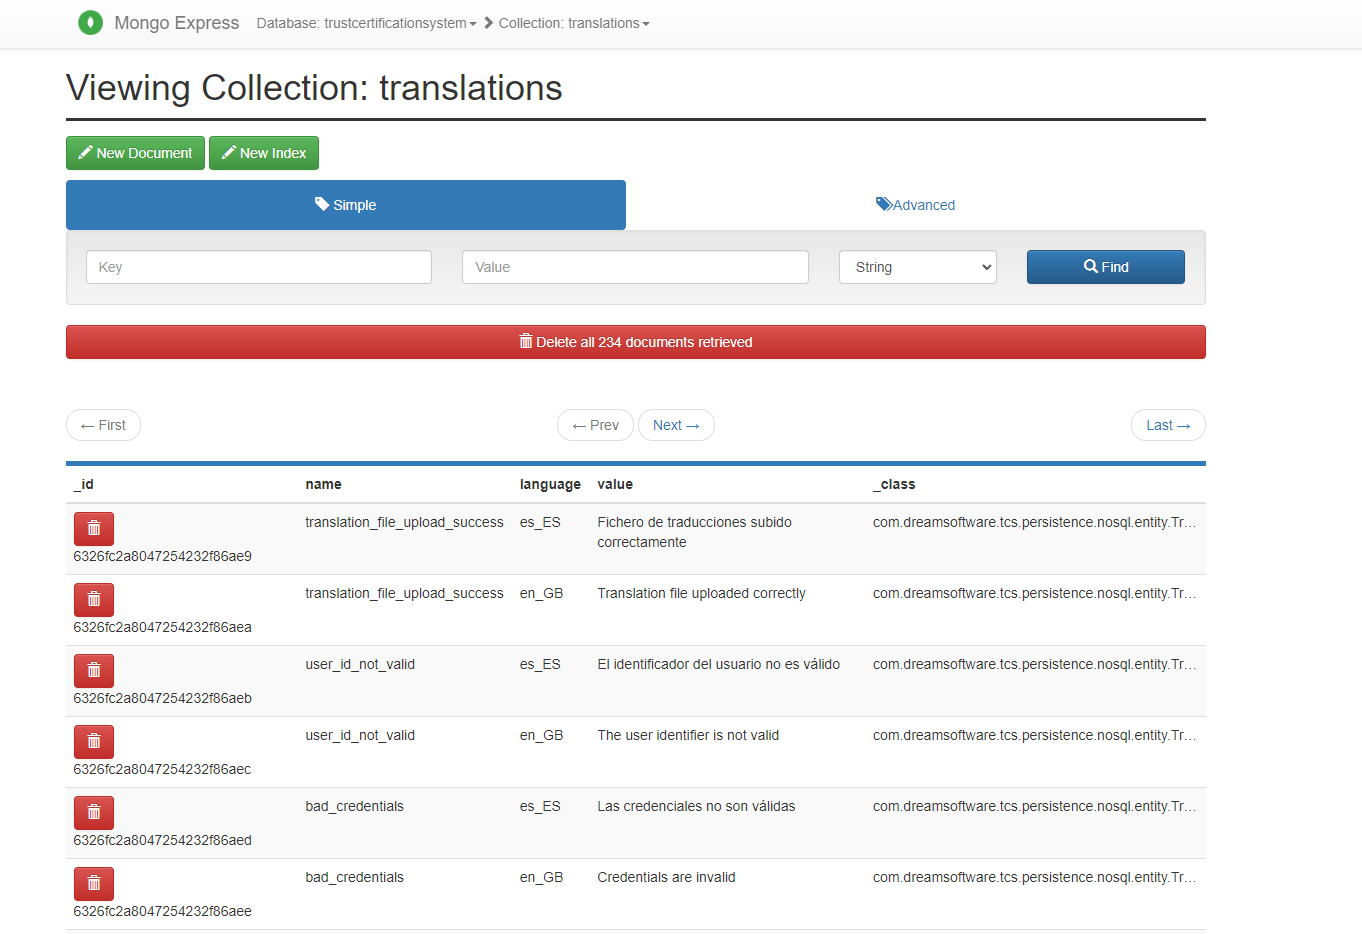 Mongo Express Database: trustcertificationsystem Collection: translations
Viewing Collection: translations
New Document New Index
Simple Advanced
Key Value String Find
Delete all 234 documents retrieved
← First ← Prev Next → Last →
_id name language value _class
translation_file_upload_success es_ES Fichero de traducciones subido com.dreamsoftware.tcs.persistence.nosql.entity.Tr...
correctamente
6326fc2a8047254232f86ae9
translation_file_upload_success en_GB Translation file uploaded correctly com.dreamsoftware.tcs.persistence.nosql.entity.Tr...
6326fc2a8047254232f86aea
user_id_not_valid es_ES El identificador del usuario no es válido com.dreamsoftware.tcs.persistence.nosql.entity.Tr...
6326fc2a8047254232f86aeb
user_id_not_valid en_GB The user identifier is not valid com.dreamsoftware.tcs.persistence.nosql.entity.Tr...
6326fc2a8047254232f86aec
bad_credentials es_ES Las credenciales no son válidas com.dreamsoftware.tcs.persistence.nosql.entity.Tr...
6326fc2a8047254232f86aed
bad_credentials en_GB Credentials are invalid com.dreamsoftware.tcs.persistence.nosql.entity.Tr...
6326fc2a8047254232f86aee